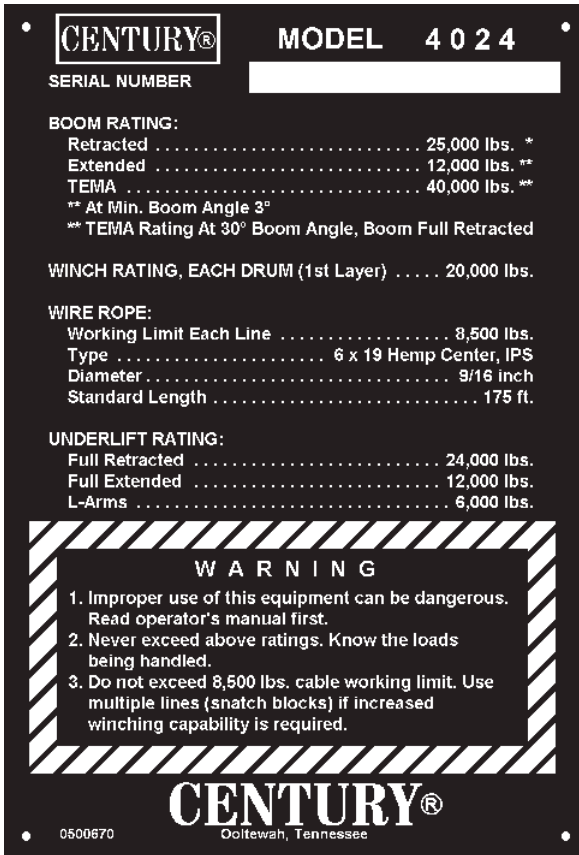 CENTURY® MODEL 4024
SERIAL NUMBER
BOOM RATING:
Retracted ............................ 25,000 lbs. *
Extended ............................ 12,000 lbs. **
TEMA ............................... 40,000 lbs. **
** At Min. Boom Angle 3°
** TEMA Rating At 30° Boom Angle, Boom Full Retracted
WINCH RATING, EACH DRUM (1st Layer) ..... 20,000 lbs.
WIRE ROPE:
Working Limit Each Line .................. 8,500 lbs.
Type ...................... 6 x 19 Hemp Center, IPS
Diameter ................................ 9/16 inch
Standard Length ............................ 175 ft.
UNDERLIFT RATING:
Full Retracted .......................... 24,000 lbs.
Full Extended .......................... 12,000 lbs.
L-Arms ................................. 6,000 lbs.
WARNING
1. Improper use of this equipment can be dangerous.
Read operator's manual first.
2. Never exceed above ratings. Know the loads
being handled.
3. Do not exceed 8,500 lbs. cable working limit. Use
multiple lines (snatch blocks) if increased
winching capability is required.
CENTURY®
0500670 Ooltewah, Tennessee